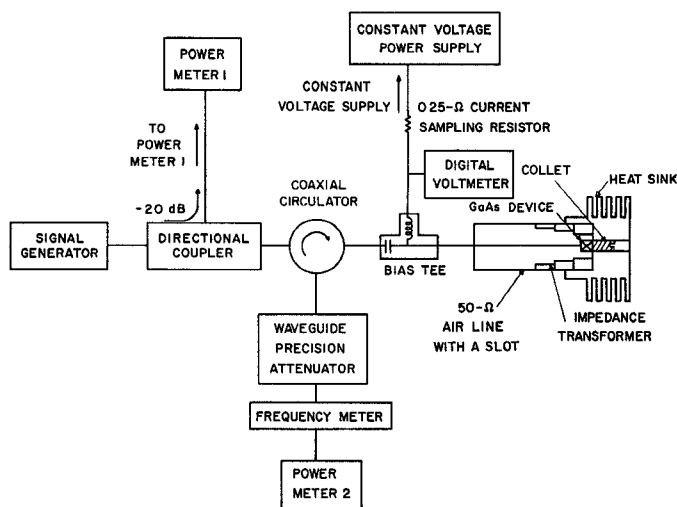 CONSTANT VOLTAGE
POWER SUPPLY
POWER
METER 1
CONSTANT
VOLTAGE SUPPLY
0.25-Ω CURRENT
SAMPLING RESISTOR
TO
POWER
METER 1
DIGITAL
VOLTMETER
COLLET
HEAT SINK
GaAs DEVICE
-20 dB
COAXIAL
CIRCULATOR
SIGNAL
GENERATOR
DIRECTIONAL
COUPLER
BIAS TEE
50-Ω
AIR LINE
WITH A SLOT
IMPEDANCE
TRANSFORMER
WAVEGUIDE
PRECISION
ATTENUATOR
FREQUENCY METER
POWER
METER 2